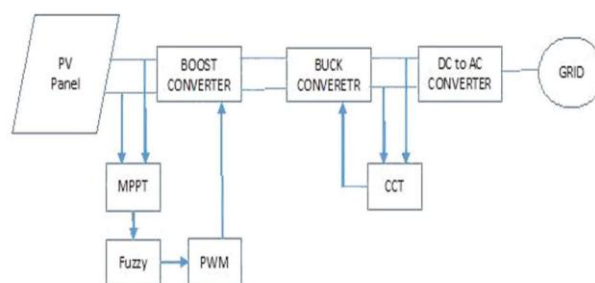 PV
Panel
BOOST
CONVERTER
BUCK
CONVERETR
DC to AC
CONVERTER
GRID
MPPT
CCT
Fuzzy
PWM